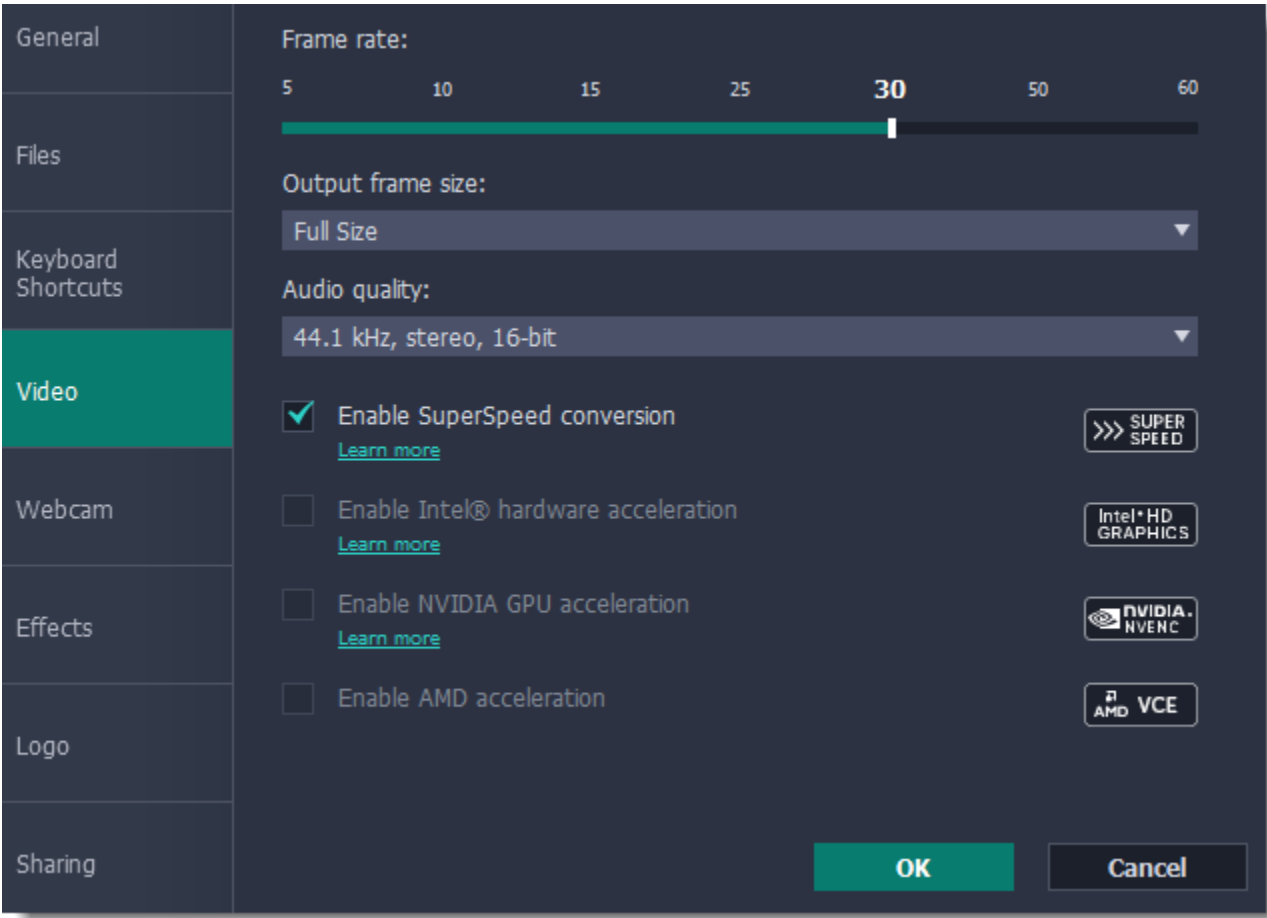 General
Files
Keyboard
Shortcuts
Video
Webcam
Effects
Logo
Sharing
Frame rate:
5 10 15 25 30 50 60
Output frame size:
Full Size
Audio quality:
44.1 kHz, stereo, 16-bit
Enable SuperSpeed conversion
Learn more
SUPER
SPEED
Enable Intel® hardware acceleration
Learn more
Intel• HD
GRAPHICS
Enable NVIDIA GPU acceleration
Learn more
nVIDIA.
NVENC
Enable AMD acceleration
AMD VCE
OK Cancel